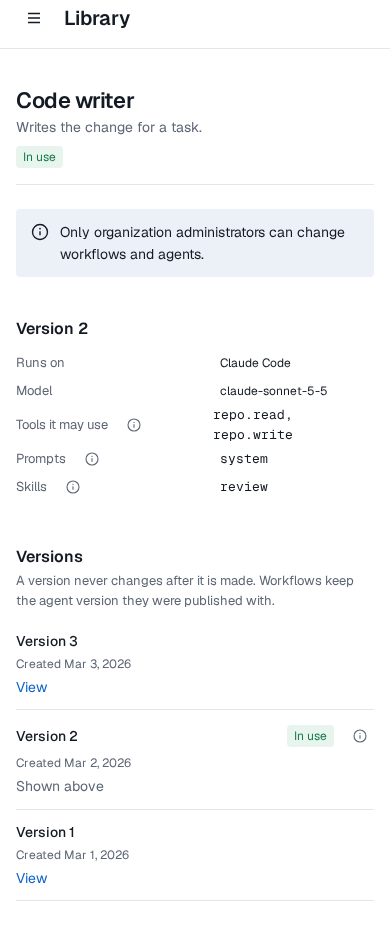 Library
Code writer
Writes the change for a task.
In use
Only organization administrators can change
workflows and agents.
Version 2
Runs on Claude Code
Model claude-sonnet-5-5
Tools it may use repo.read,
repo.write
Prompts system
Skills review
Versions
A version never changes after it is made. Workflows keep
the agent version they were published with.
Version 3
Created Mar 3, 2026
View
Version 2 In use
Created Mar 2, 2026
Shown above
Version 1
Created Mar 1, 2026
View